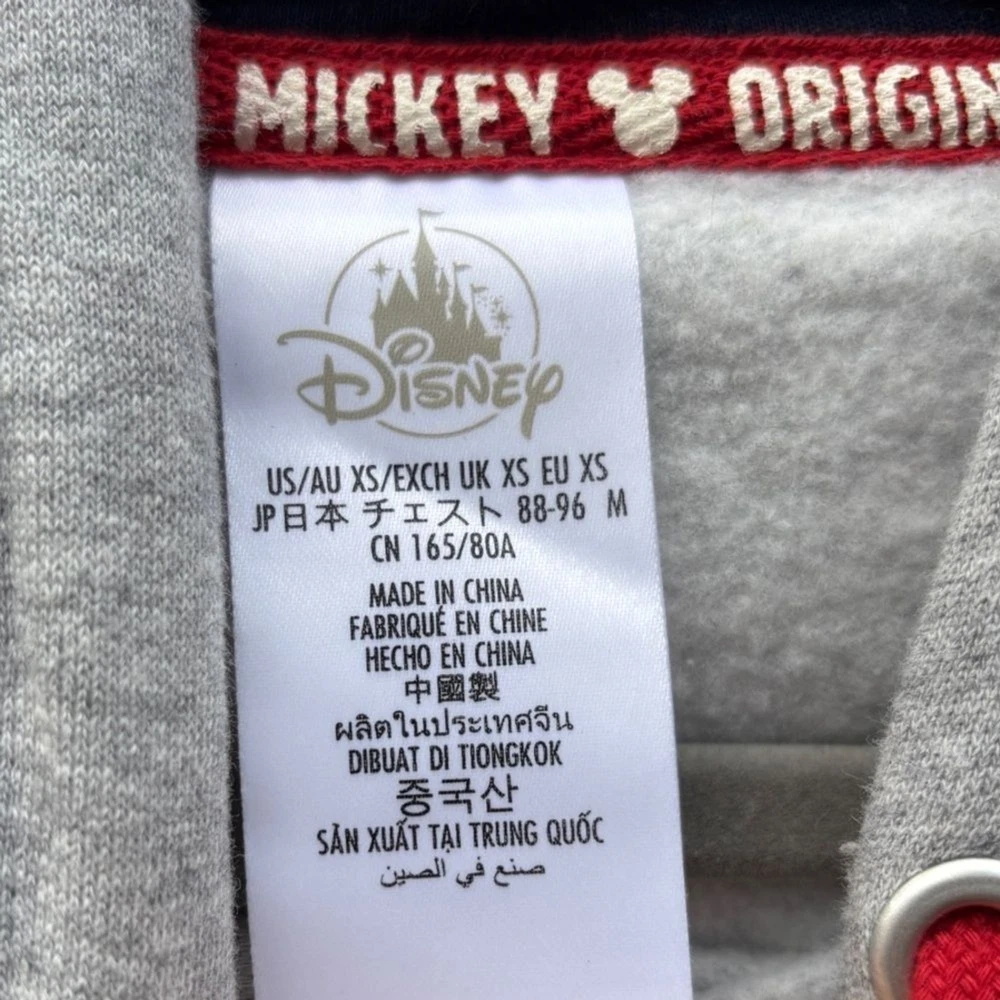 MICKEY ORIGIN
Disney
US/AU XS/EXCH UK XS EU XS
JP日本 チェスト 88-96 M
CN 165/80A
MADE IN CHINA
FABRIQUÉ EN CHINE
HECHO EN CHINA
中國製
ผลิตในประเทศจีน
DIBUAT DI TIONGKOK
중국산
SẢN XUẤT TẠI TRUNG QUỐC
صنع في الصين